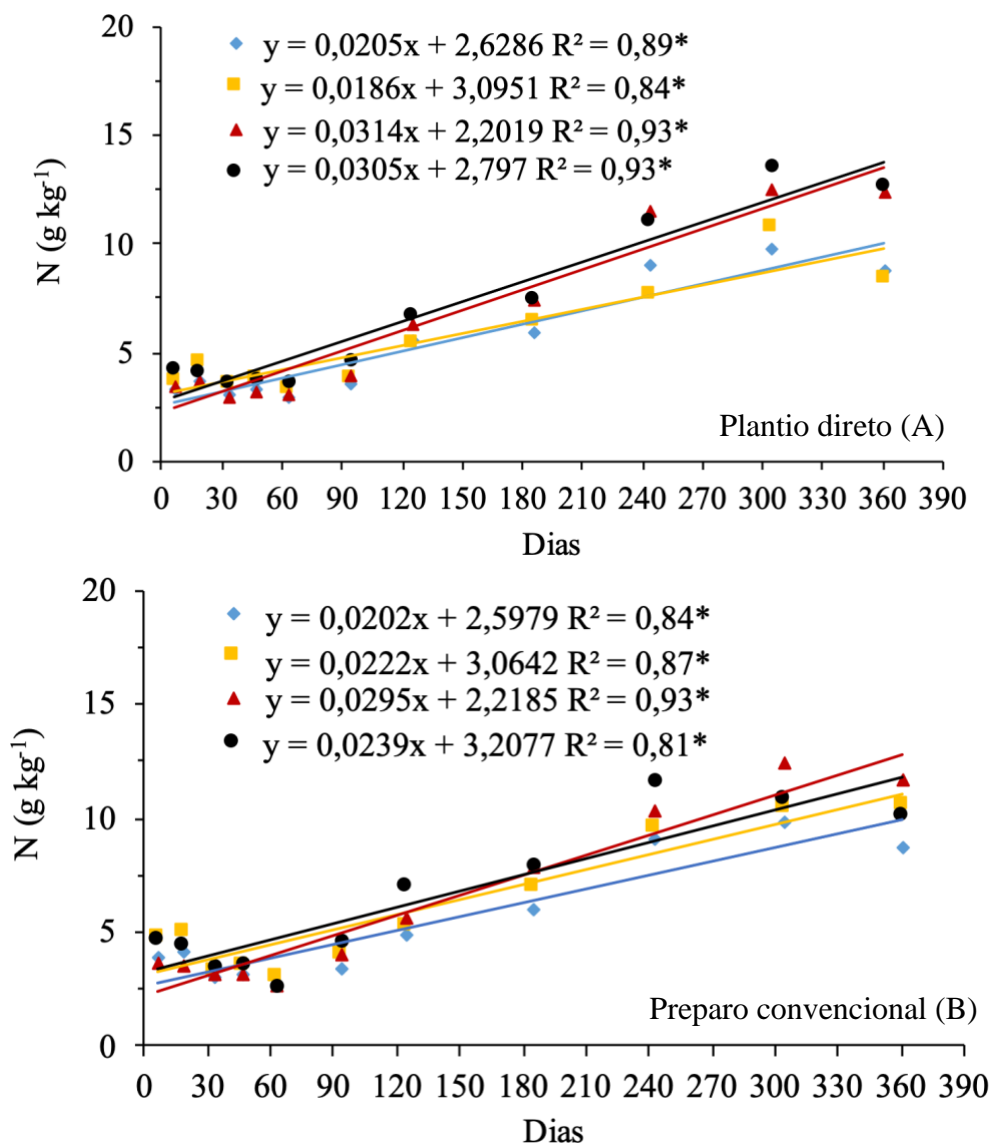 20
y = 0,0205x + 2,6286 R² = 0,89*
y = 0,0186x + 3,0951 R² = 0,84*
15
y = 0,0314x + 2,2019 R² = 0,93*
y = 0,0305x + 2,797 R² = 0,93*
N (g kg⁻¹)
10
5
Plantio direto (A)
0
0 30 60 90 120 150 180 210 240 270 300 330 360 390
Dias
20
y = 0,0202x + 2,5979 R² = 0,84*
y = 0,0222x + 3,0642 R² = 0,87*
15
y = 0,0295x + 2,2185 R² = 0,93*
y = 0,0239x + 3,2077 R² = 0,81*
N (g kg⁻¹)
10
5
Preparo convencional (B)
0
0 30 60 90 120 150 180 210 240 270 300 330 360 390
Dias